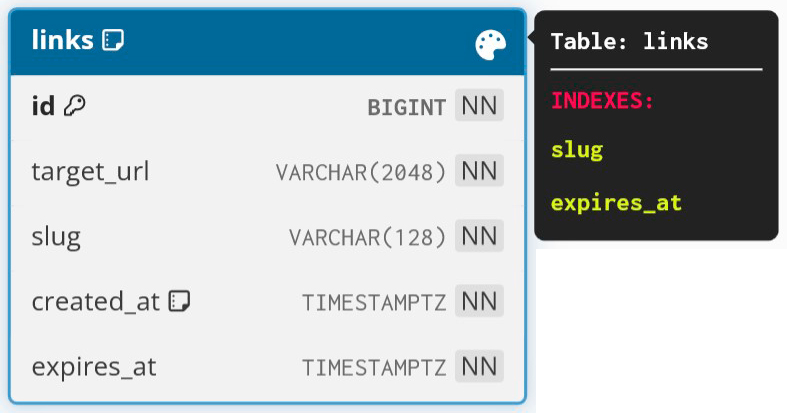 links
id BIGINT NN
target_url VARCHAR(2048) NN
slug VARCHAR(128) NN
created_at TIMESTAMPTZ NN
expires_at TIMESTAMPTZ NN
Table: links
INDEXES:
slug
expires_at